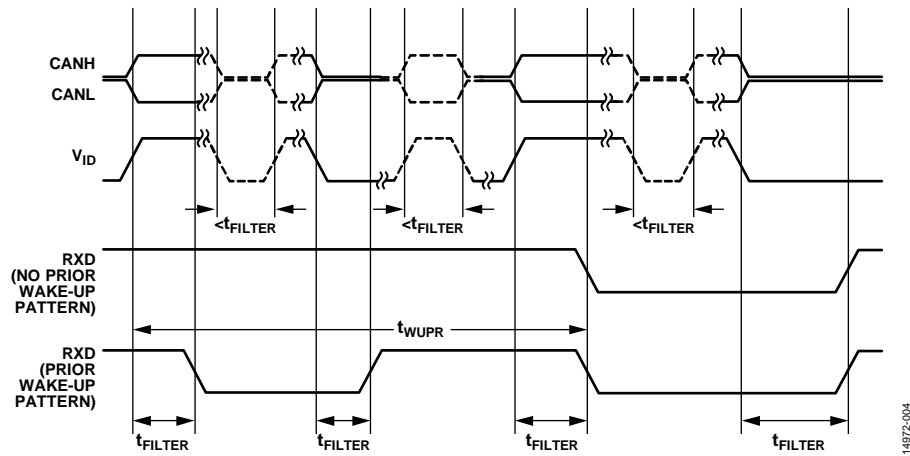 CANH
CANL
VID
<tFILTER
<tFILTER
<tFILTER
RXD
(NO PRIOR
WAKE-UP
PATTERN)
tWUPR
RXD
(PRIOR
WAKE-UP
PATTERN)
tFILTER
tFILTER
tFILTER
tFILTER
14972-004